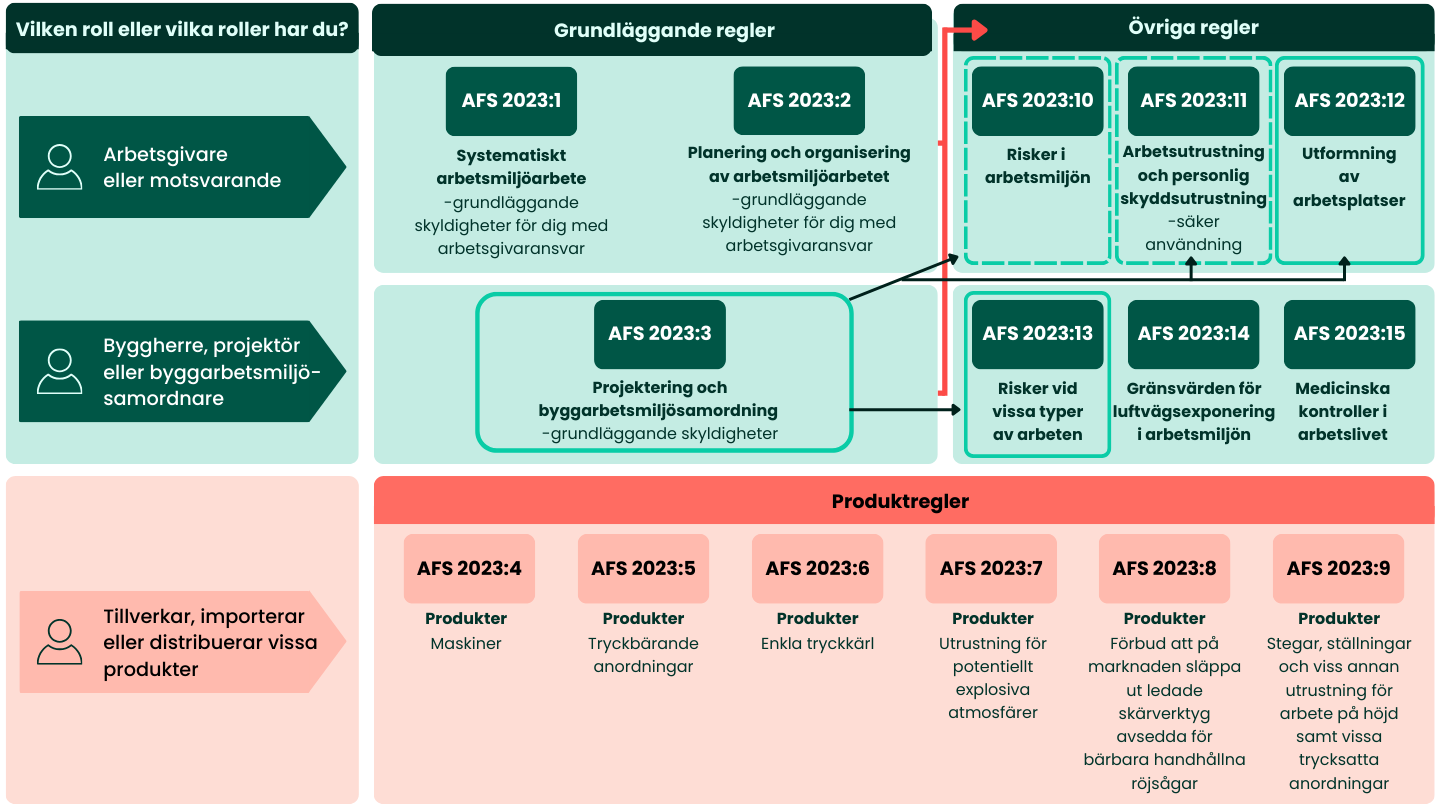 Vilken roll eller vilka roller har du?
Grundläggande regler
Övriga regler
Arbetsgivare
eller motsvarande
AFS 2023:1
Systematiskt
arbetsmiljöarbete
-grundläggande
skyldigheter för dig med
arbetsgivaransvar
AFS 2023:2
Planering och organisering
av arbetsmiljöarbetet
-grundläggande
skyldigheter för dig med
arbetsgivaransvar
AFS 2023:10
Risker i
arbetsmiljön
AFS 2023:11
Arbetsutrustning
och personlig
skyddsutrustning
-säker
användning
AFS 2023:12
Utformning
av
arbetsplatser
Byggherre, projektör
eller byggarbetsmiljö-
samordnare
AFS 2023:3
Projektering och
byggarbetsmiljösamordning
-grundläggande skyldigheter
AFS 2023:13
Risker vid
vissa typer
av arbeten
AFS 2023:14
Gränsvärden för
luftvägsexponering
i arbetsmiljön
AFS 2023:15
Medicinska
kontroller i
arbetslivet
Produktregler
Tillverkar, importerar
eller distribuerar vissa
produkter
AFS 2023:4
Produkter
Maskiner
AFS 2023:5
Produkter
Tryckbärande
anordningar
AFS 2023:6
Produkter
Enkla tryckkärl
AFS 2023:7
Produkter
Utrustning för
potentiellt
explosiva
atmosfärer
AFS 2023:8
Produkter
Förbud att på
marknaden släppa
ut ledade
skärverktyg
avsedda för
bärbara handhållna
röjsågar
AFS 2023:9
Produkter
Stegar, ställningar
och viss annan
utrustning för
arbete på höjd
samt vissa
trycksatta
anordningar